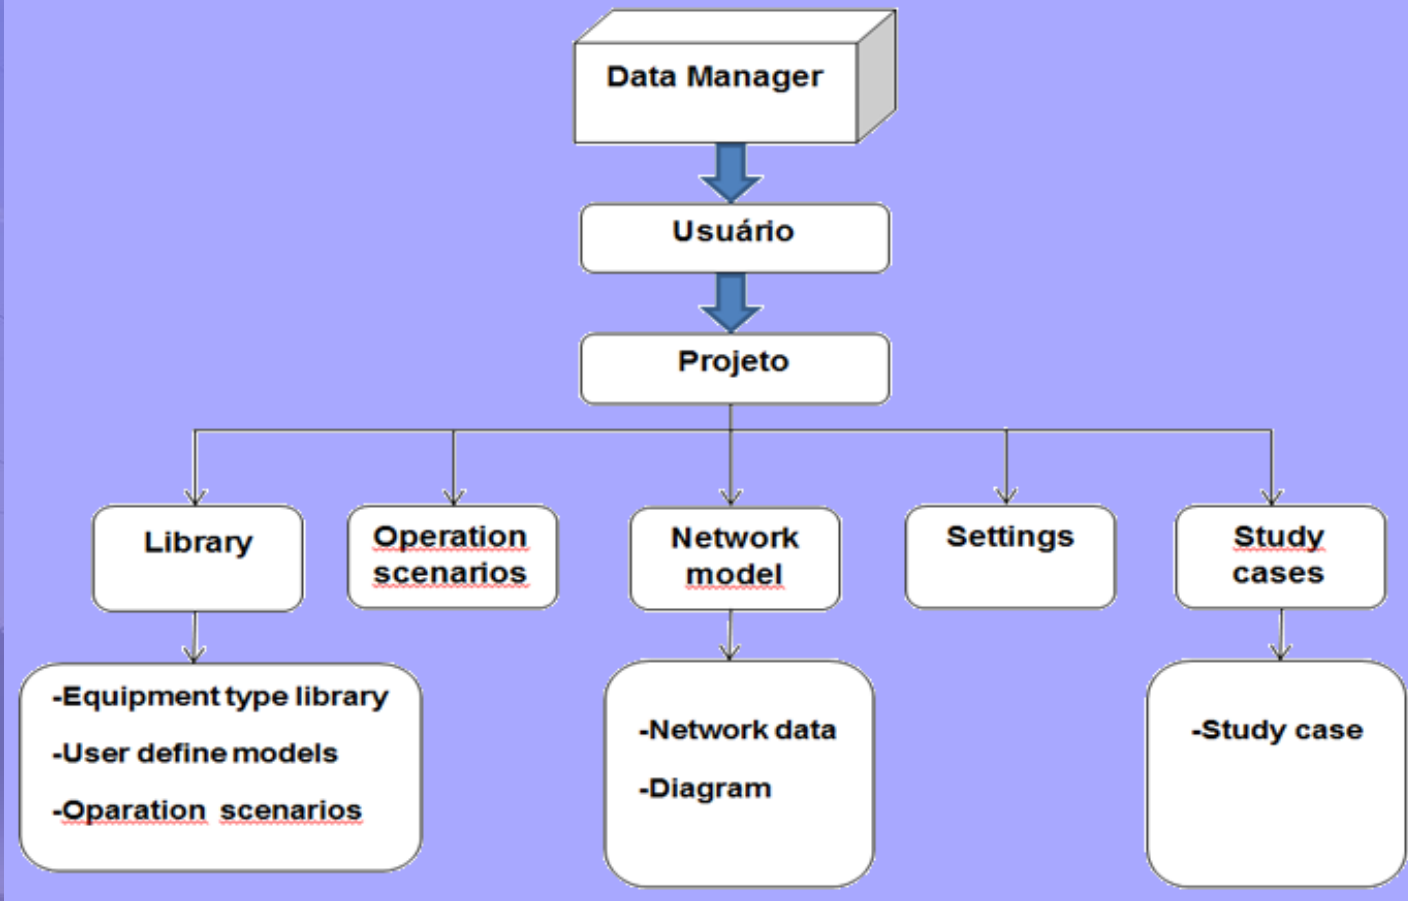 Data Manager
Usuário
Projeto
Library
Operation
scenarios
Network
model
Settings
Study
cases
-Equipment type library
-User define models
-Oparation scenarios
-Network data
-Diagram
-Study case